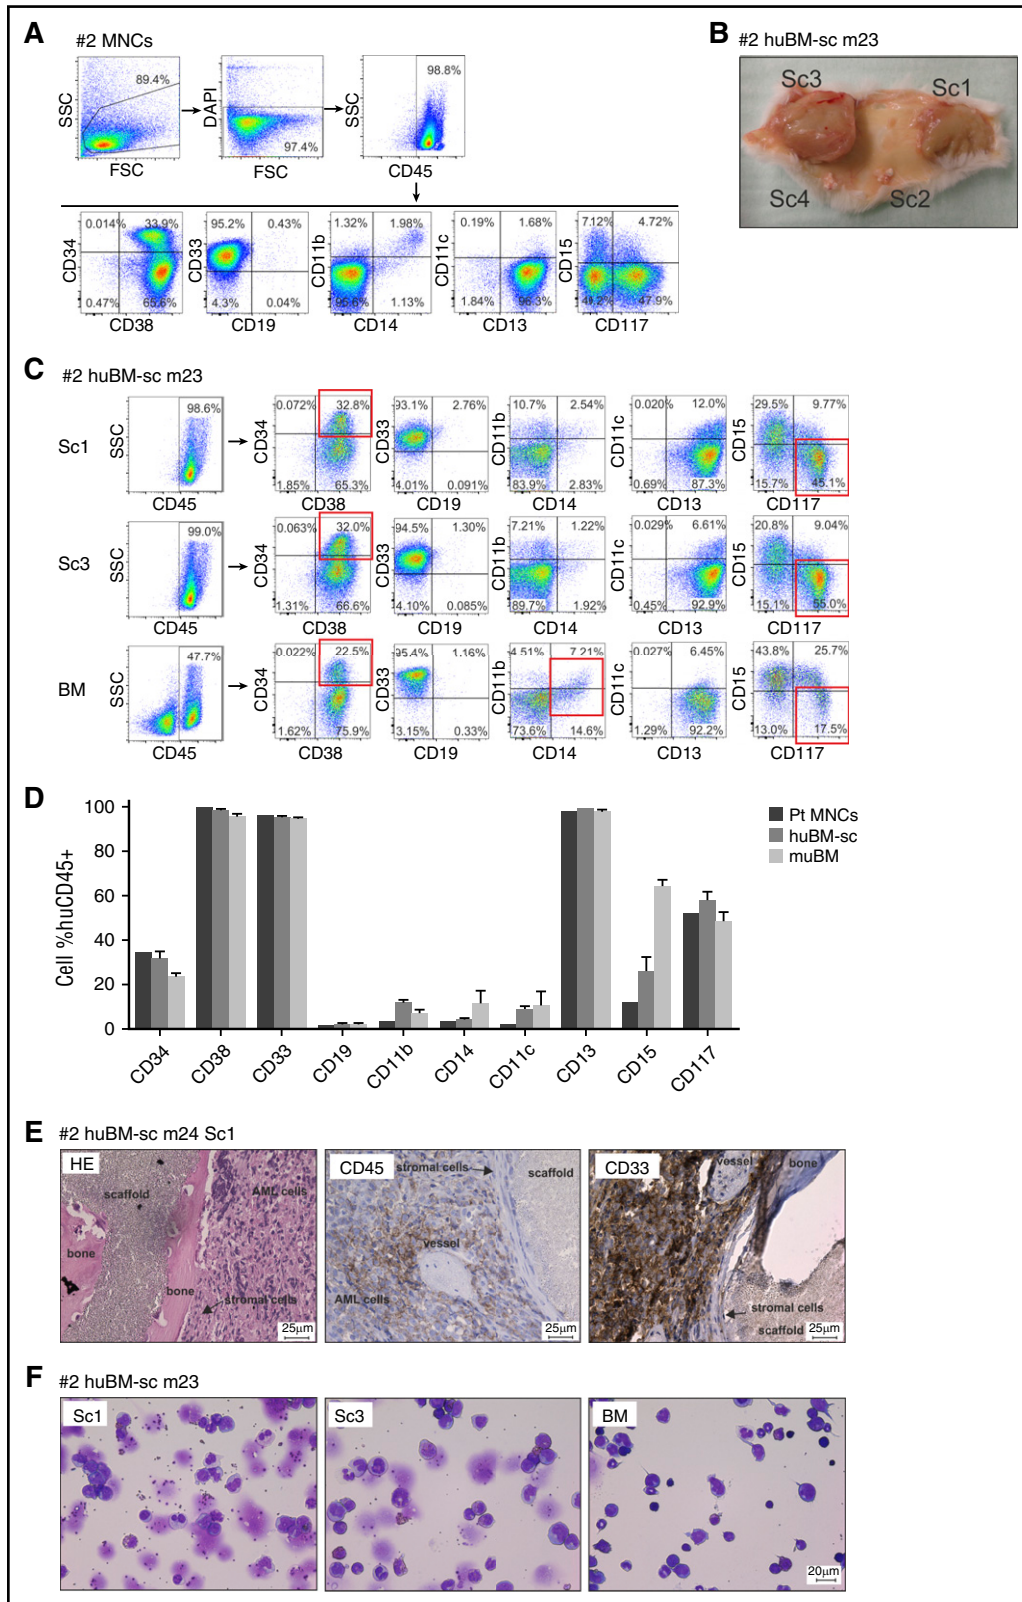 A
#2 MNCs
SSC
89.4%
FSC
DAPI
97.4%
FSC
SSC
98.8%
CD45
CD34
0.014%
33.9%
0.47%
65.6%
CD38
CD33
95.2%
0.43%
4.3%
0.04%
CD19
CD11b
1.32%
1.98%
1.13%
CD14
CD11c
0.19%
1.68%
1.84%
96.3%
CD13
CD15
7.12%
4.72%
47.9%
CD117
B
#2 huBM-sc m23
Sc3
Sc1
Sc4
Sc2
C
#2 huBM-sc m23
Sc1
SSC
98.6%
CD45
CD34
0.072%
32.8%
1.85%
65.3%
CD38
CD33
93.1%
2.76%
4.01%
0.091%
CD19
CD11b
10.7%
2.54%
83.9%
2.83%
CD14
CD11c
0.020%
12.0%
0.69%
87.3%
CD13
CD15
29.5%
9.77%
15.7%
45.1%
CD117
Sc3
SSC
99.0%
CD45
CD34
0.063%
32.0%
1.31%
66.6%
CD38
CD33
94.5%
1.30%
4.10%
0.085%
CD19
CD11b
7.21%
1.22%
89.7%
1.92%
CD14
CD11c
0.029%
6.61%
0.45%
92.9%
CD13
CD15
20.8%
9.04%
15.1%
55.0%
CD117
BM
SSC
47.7%
CD45
CD34
0.022%
22.5%
1.62%
75.9%
CD38
CD33
95.4%
1.16%
3.15%
0.33%
CD19
CD11b
4.51%
7.21%
73.6%
14.6%
CD14
CD11c
0.027%
6.45%
1.29%
92.2%
CD13
CD15
43.8%
25.7%
13.0%
17.5%
CD117
D
Cell %huCD45+
100
80
60
40
20
0
CD34
CD38
CD33
CD19
CD11b
CD14
CD11c
CD13
CD15
CD117
Pt MNCs
huBM-sc
muBM
E
#2 huBM-sc m24 Sc1
HE
scaffold
AML cells
bone
bone
stromal cells
25µm
CD45
stromal cells
scaffold
vessel
AML cells
25µm
CD33
vessel
bone
stromal cells
scaffold
25µm
F
#2 huBM-sc m23
Sc1
Sc3
BM
20µm